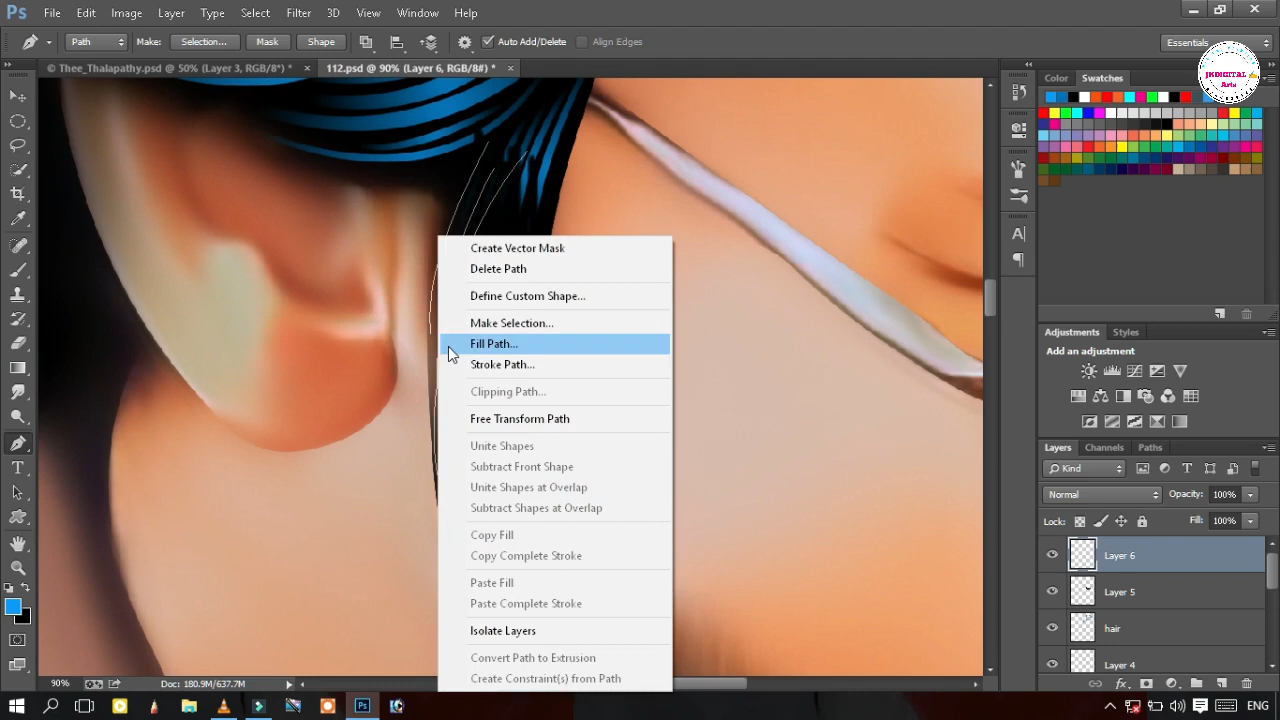 Ps File Edit Image Layer Type Select Filter 3D View Window Help
Path Make: Selection... Mask Shape Auto Add/Delete Align Edges Essentials
JKDIGITAL
Arts
© Thee_Thalapathy.psd @ 50% (Layer 3, RGB/8*) * × 112.psd @ 90% (Layer 6, RGB/8#) * ×
Color Swatches
Create Vector Mask
Delete Path
Define Custom Shape...
Make Selection...
Fill Path...
Stroke Path...
Clipping Path...
Free Transform Path
Unite Shapes
Subtract Front Shape
Unite Shapes at Overlap
Subtract Shapes at Overlap
Copy Fill
Copy Complete Stroke
Paste Fill
Paste Complete Stroke
Isolate Layers
Convert Path to Extrusion
Create Constraint(s) from Path
Adjustments Styles
Add an adjustment
Layers Channels Paths
Kind
Normal Opacity: 100%
Lock: Fill: 100%
Layer 6
Layer 5
hair
Layer 4
90% Doc: 180.9M/637.7M
Ps ENG